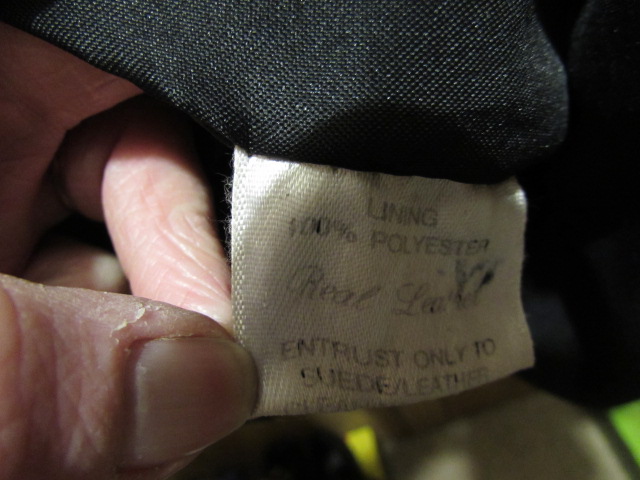 LINING
100% POLYESTER
Real Leather
ENTRUST ONLY TO
SUEDE/LEATHER